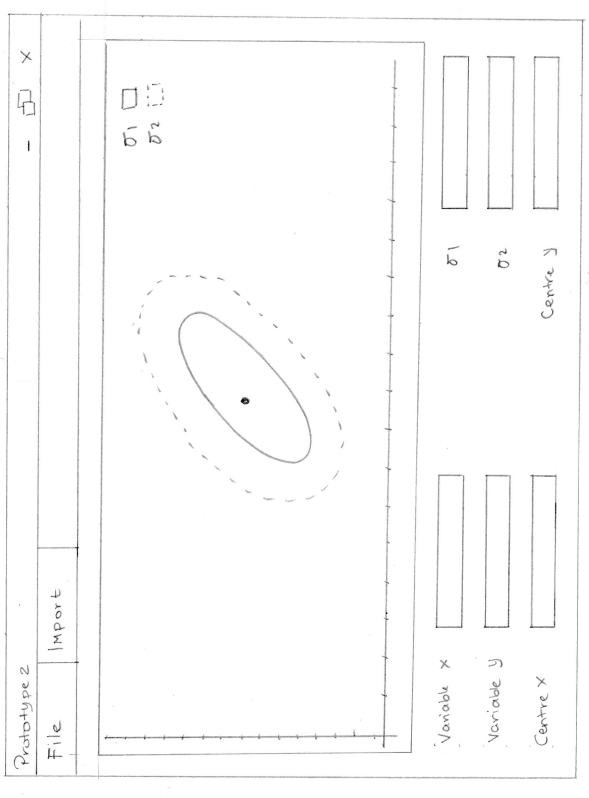 Prototype 2 – X
File Import
σ1
σ2
Variable X σ1
Variable y σ2
Centre X Centre y